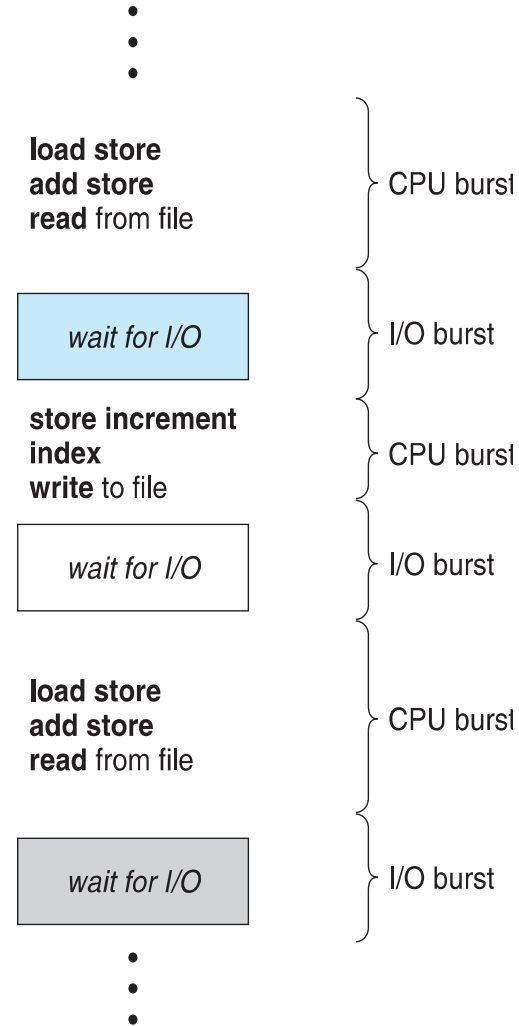 load store
add store
read from file
CPU burst
wait for I/O
I/O burst
store increment
index
write to file
CPU burst
wait for I/O
I/O burst
load store
add store
read from file
CPU burst
wait for I/O
I/O burst